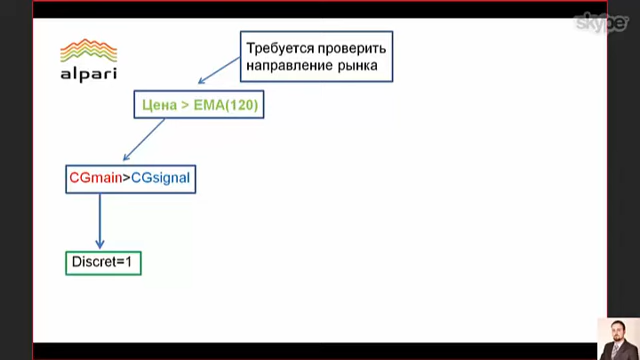 skype
Требуется проверить
направление рынка
alpari
Цена > EMA(120)
CGmain>CGsignal
Discret=1